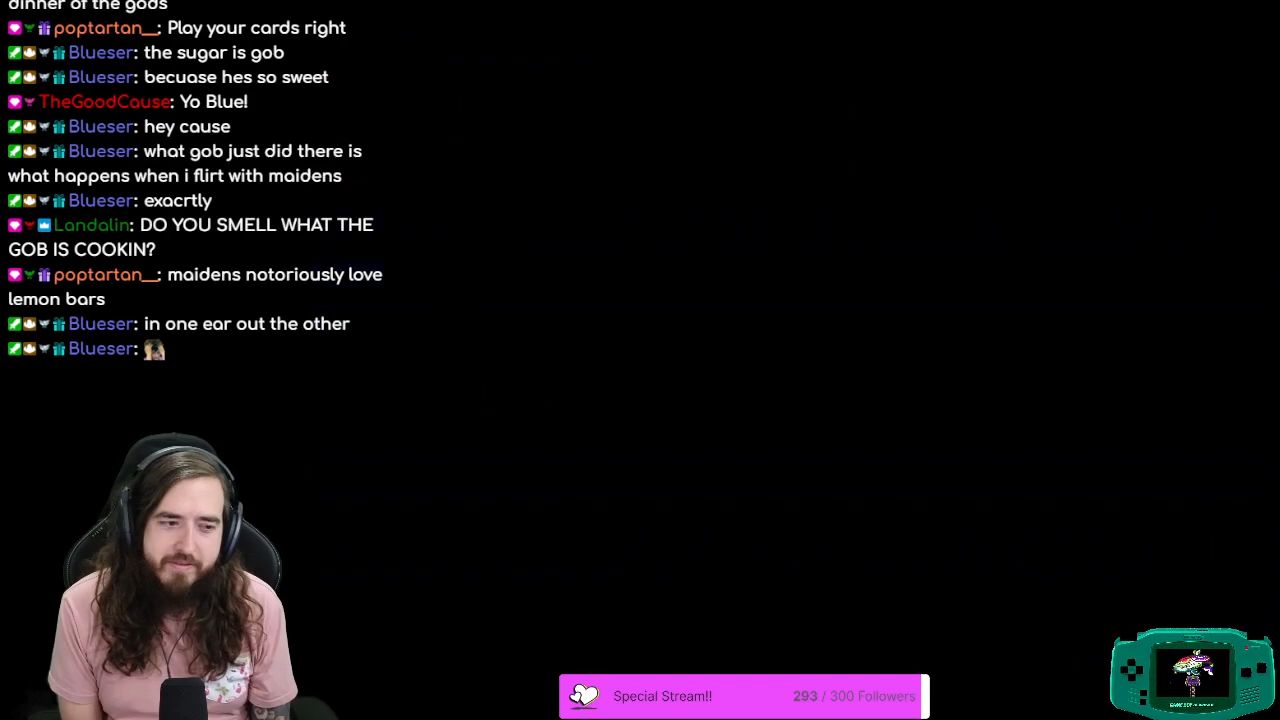 dinner of the gods
poptartan__: Play your cards right
Blueser: the sugar is gob
Blueser: becuase hes so sweet
TheGoodCause: Yo Blue!
Blueser: hey cause
Blueser: what gob just did there is
what happens when i flirt with maidens
Blueser: exacrtly
Landalin: DO YOU SMELL WHAT THE
GOB IS COOKIN?
poptartan__: maidens notoriously love
lemon bars
Blueser: in one ear out the other
Blueser:
Special Stream!! 293 / 300 Followers